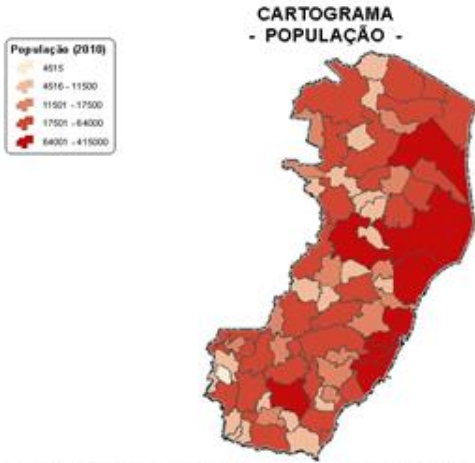 CARTOGRAMA
- POPULAÇÃO -
População (2010)
4515
4516 - 11500
11501 - 17500
17501 - 64000
64001 - 415000